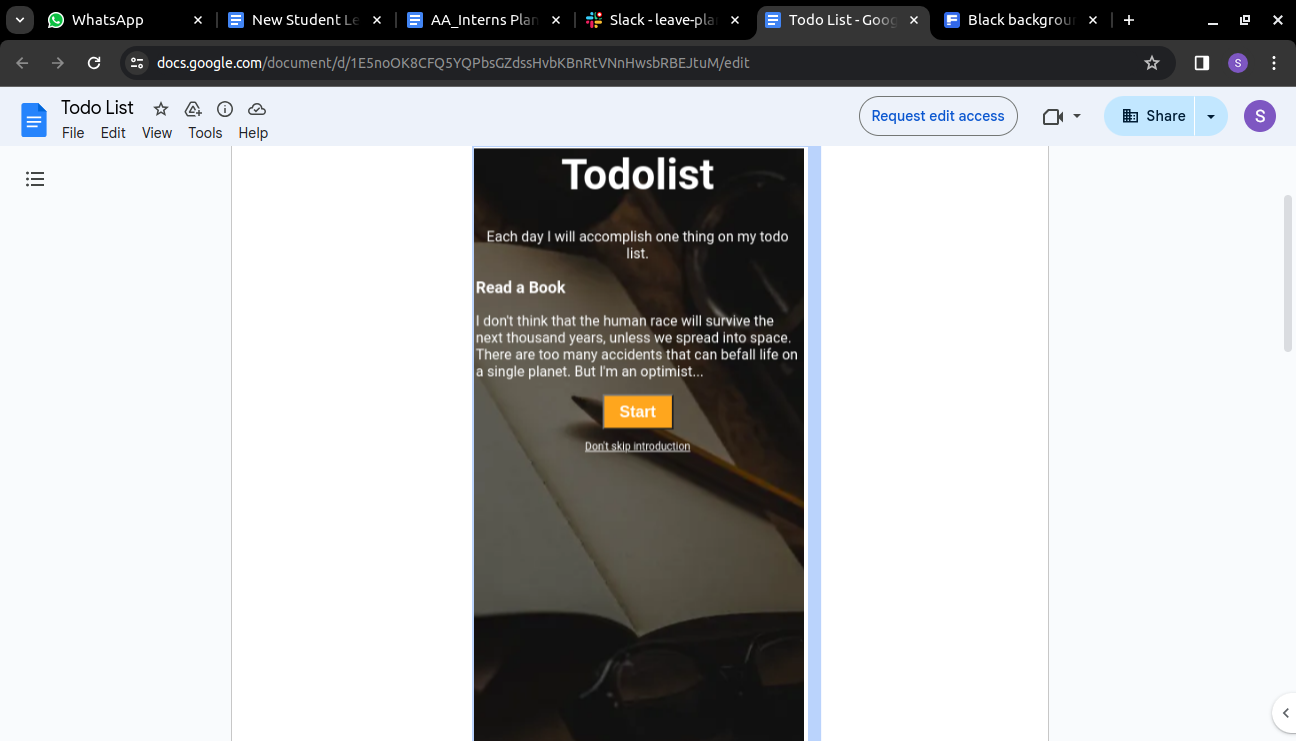 WhatsApp
New Student Le
AA_Interns Plan
Slack - leave-plan
Todo List - Goog
Black backgroun
docs.google.com/document/d/1E5noOK8CFQ5YQPbsGZdssHvbKBnRtVNnHwsbRBEJtuM/edit
S
Todo List
File Edit View Tools Help
Request edit access
Share
S
Todolist
Each day I will accomplish one thing on my todo
list.
Read a Book
I don't think that the human race will survive the
next thousand years, unless we spread into space.
There are too many accidents that can befall life on
a single planet. But I'm an optimist...
Start
Don't skip introduction